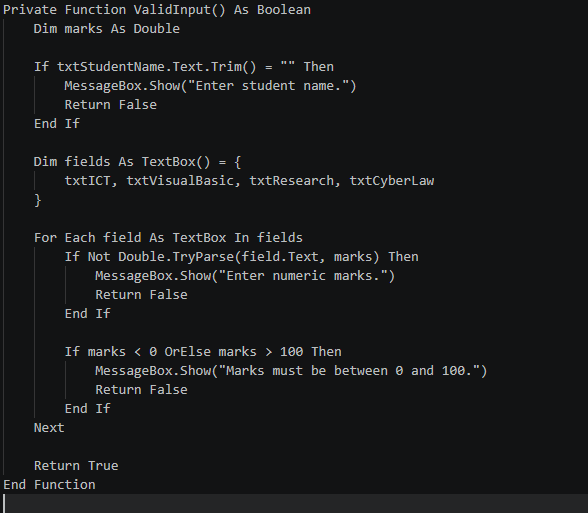 Private Function ValidInput() As Boolean
    Dim marks As Double

    If txtStudentName.Text.Trim() = "" Then
        MessageBox.Show("Enter student name.")
        Return False
    End If

    Dim fields As TextBox() = {
        txtICT, txtVisualBasic, txtResearch, txtCyberLaw
    }

    For Each field As TextBox In fields
        If Not Double.TryParse(field.Text, marks) Then
            MessageBox.Show("Enter numeric marks.")
            Return False
        End If

        If marks < 0 OrElse marks > 100 Then
            MessageBox.Show("Marks must be between 0 and 100.")
            Return False
        End If
    Next

    Return True
End Function